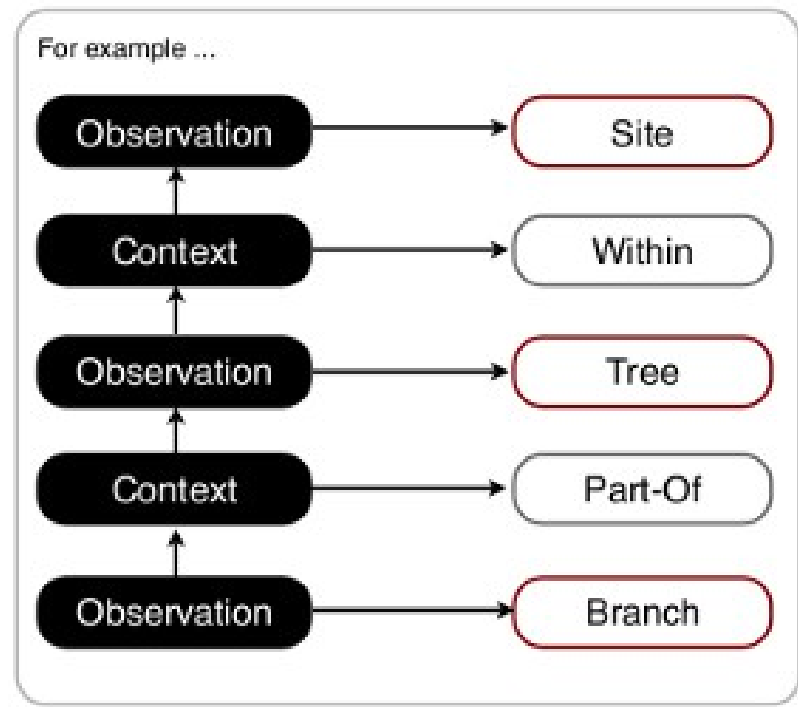 For example ...
Observation
Site
Context
Within
Observation
Tree
Context
Part-Of
Observation
Branch